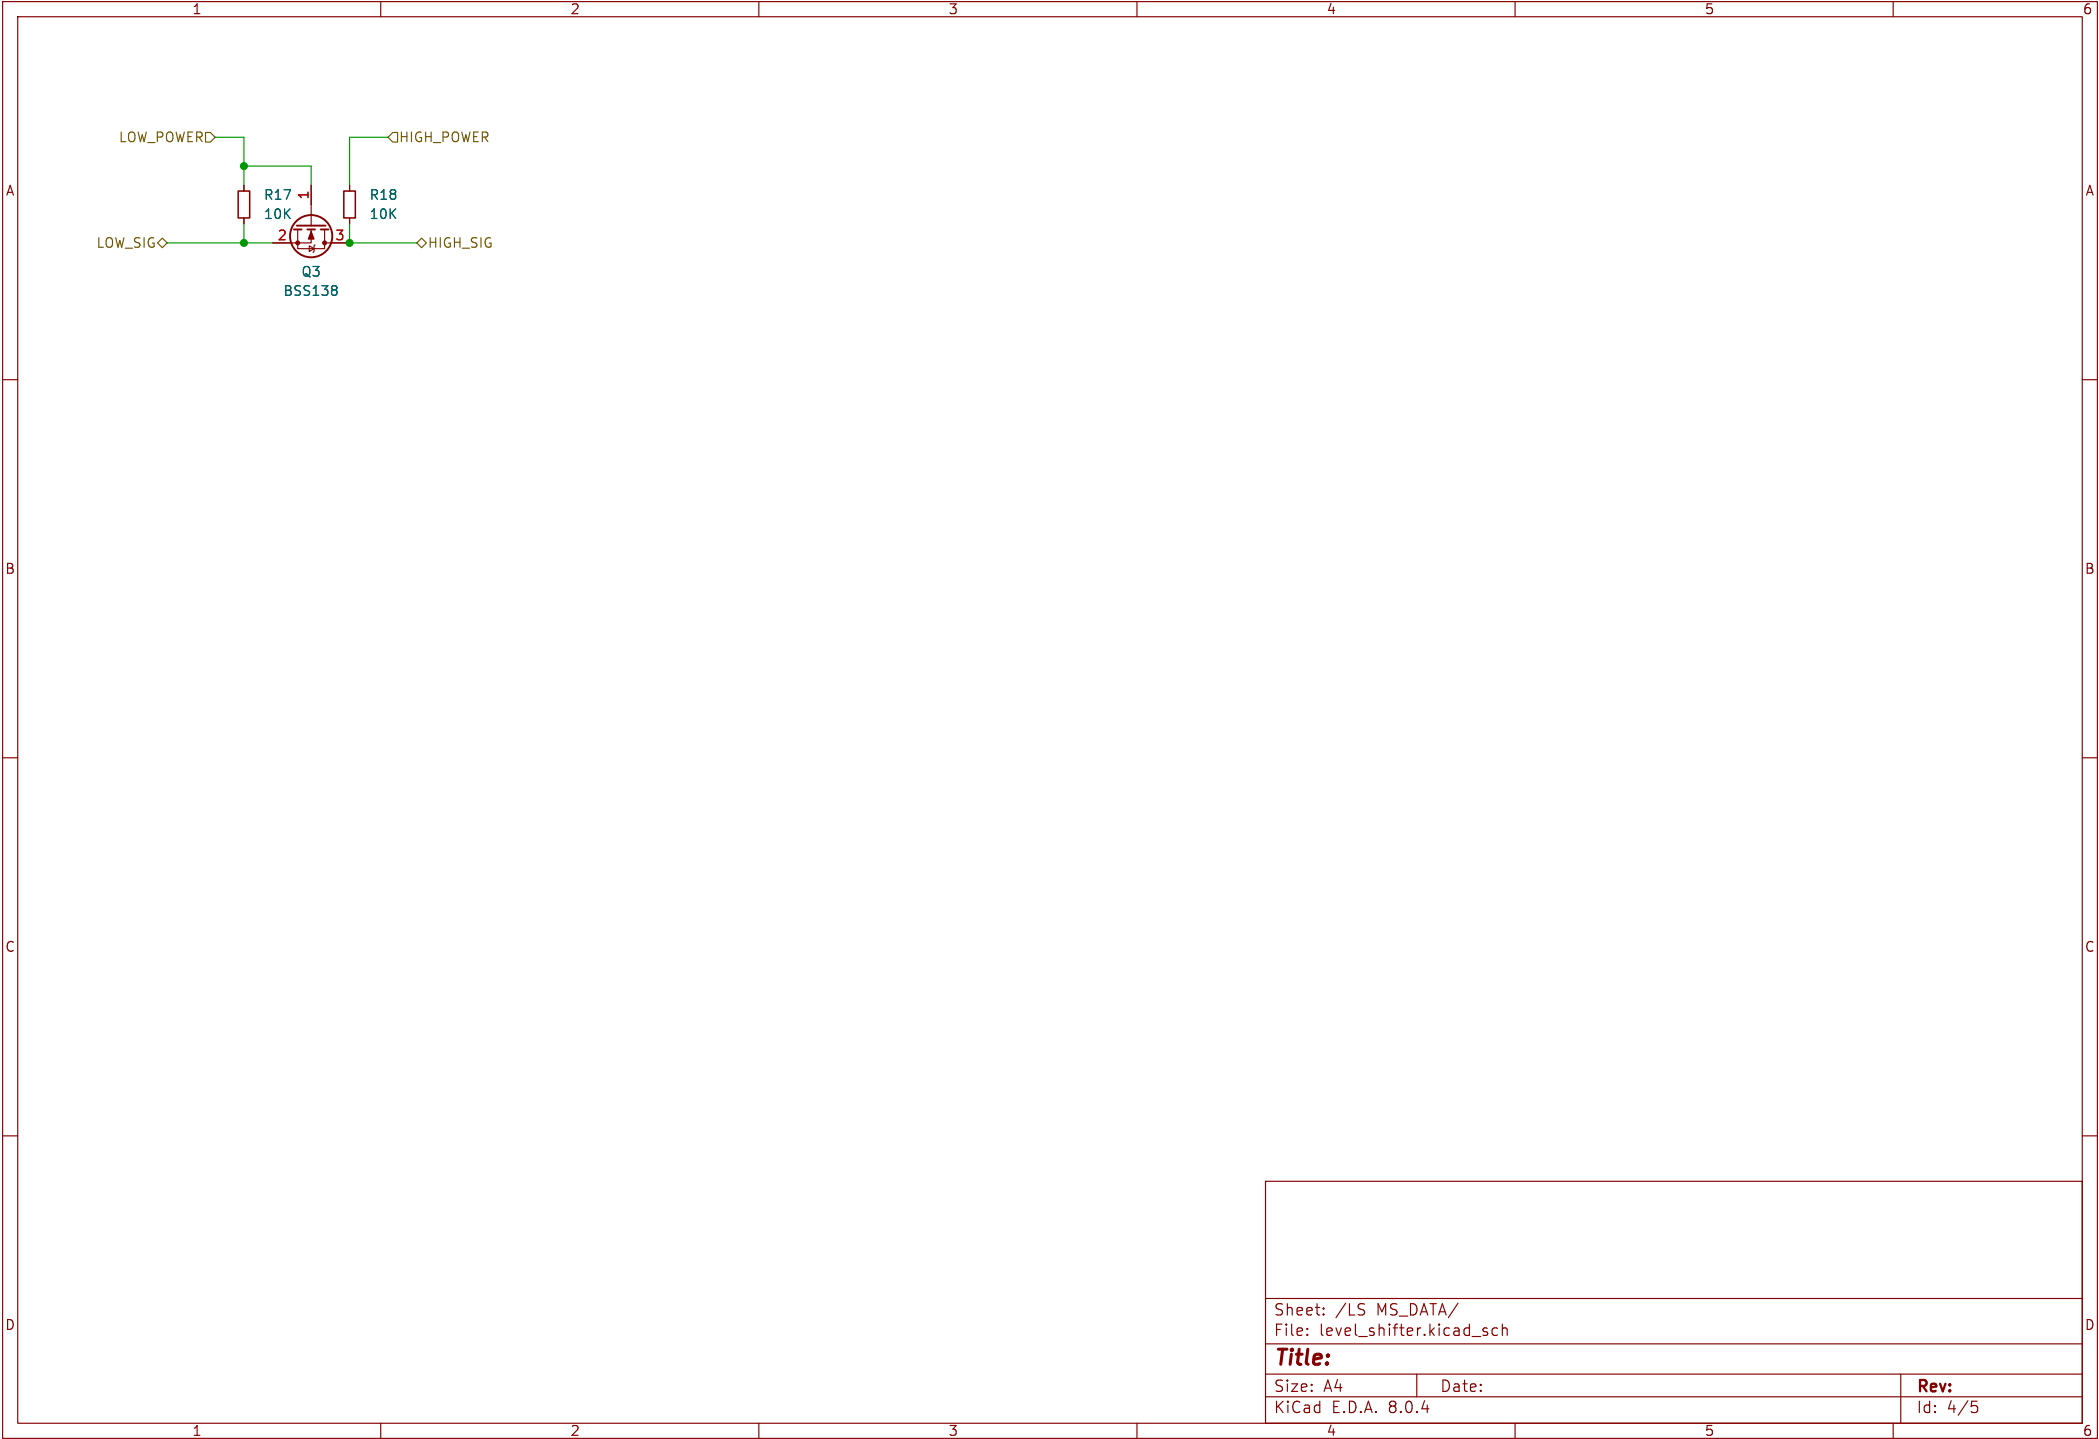 1 2 3 4 5 6
LOW_POWER
HIGH_POWER
A
A
1
R17
10K
R18
10K
2
3
LOW_SIG
HIGH_SIG
Q3
BSS138
B
B
C
C
D
D
Sheet: /LS MS_DATA/
File: level_shifter.kicad_sch
Title:
Size: A4
Date:
Rev:
KiCad E.D.A. 8.0.4
Id: 4/5
1 2 3 4 5 6